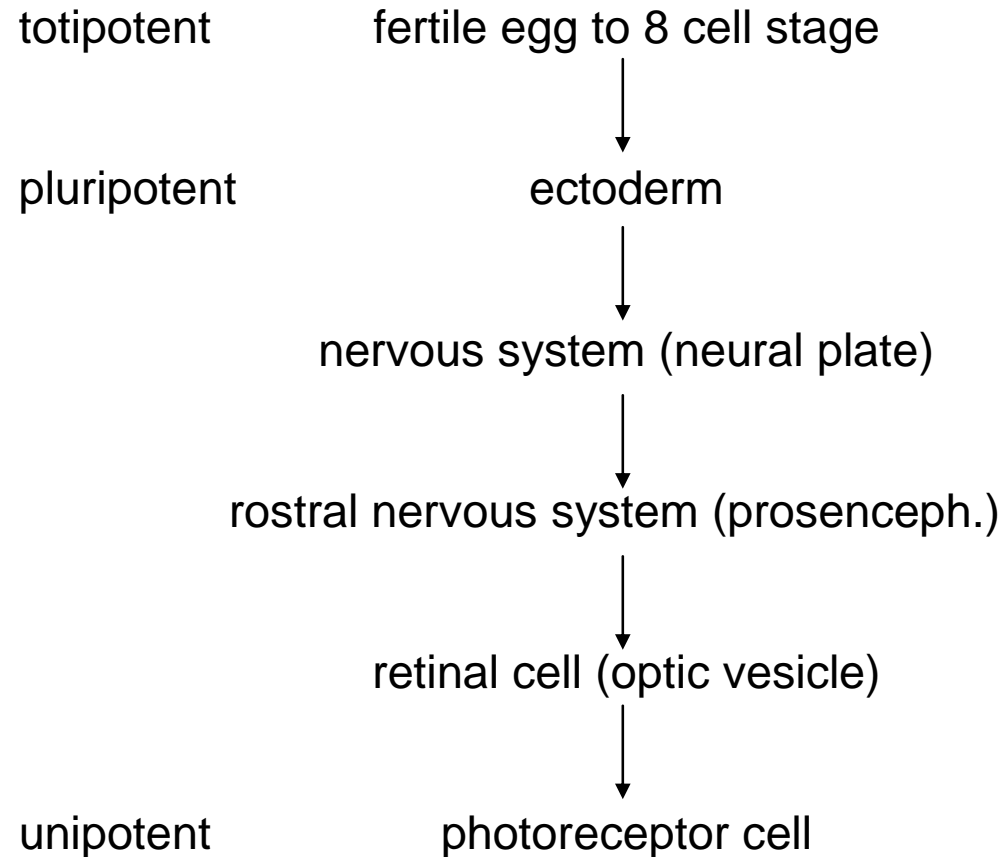 totipotent fertile egg to 8 cell stage
pluripotent ectoderm
nervous system (neural plate)
rostral nervous system (prosenceph.)
retinal cell (optic vesicle)
unipotent photoreceptor cell